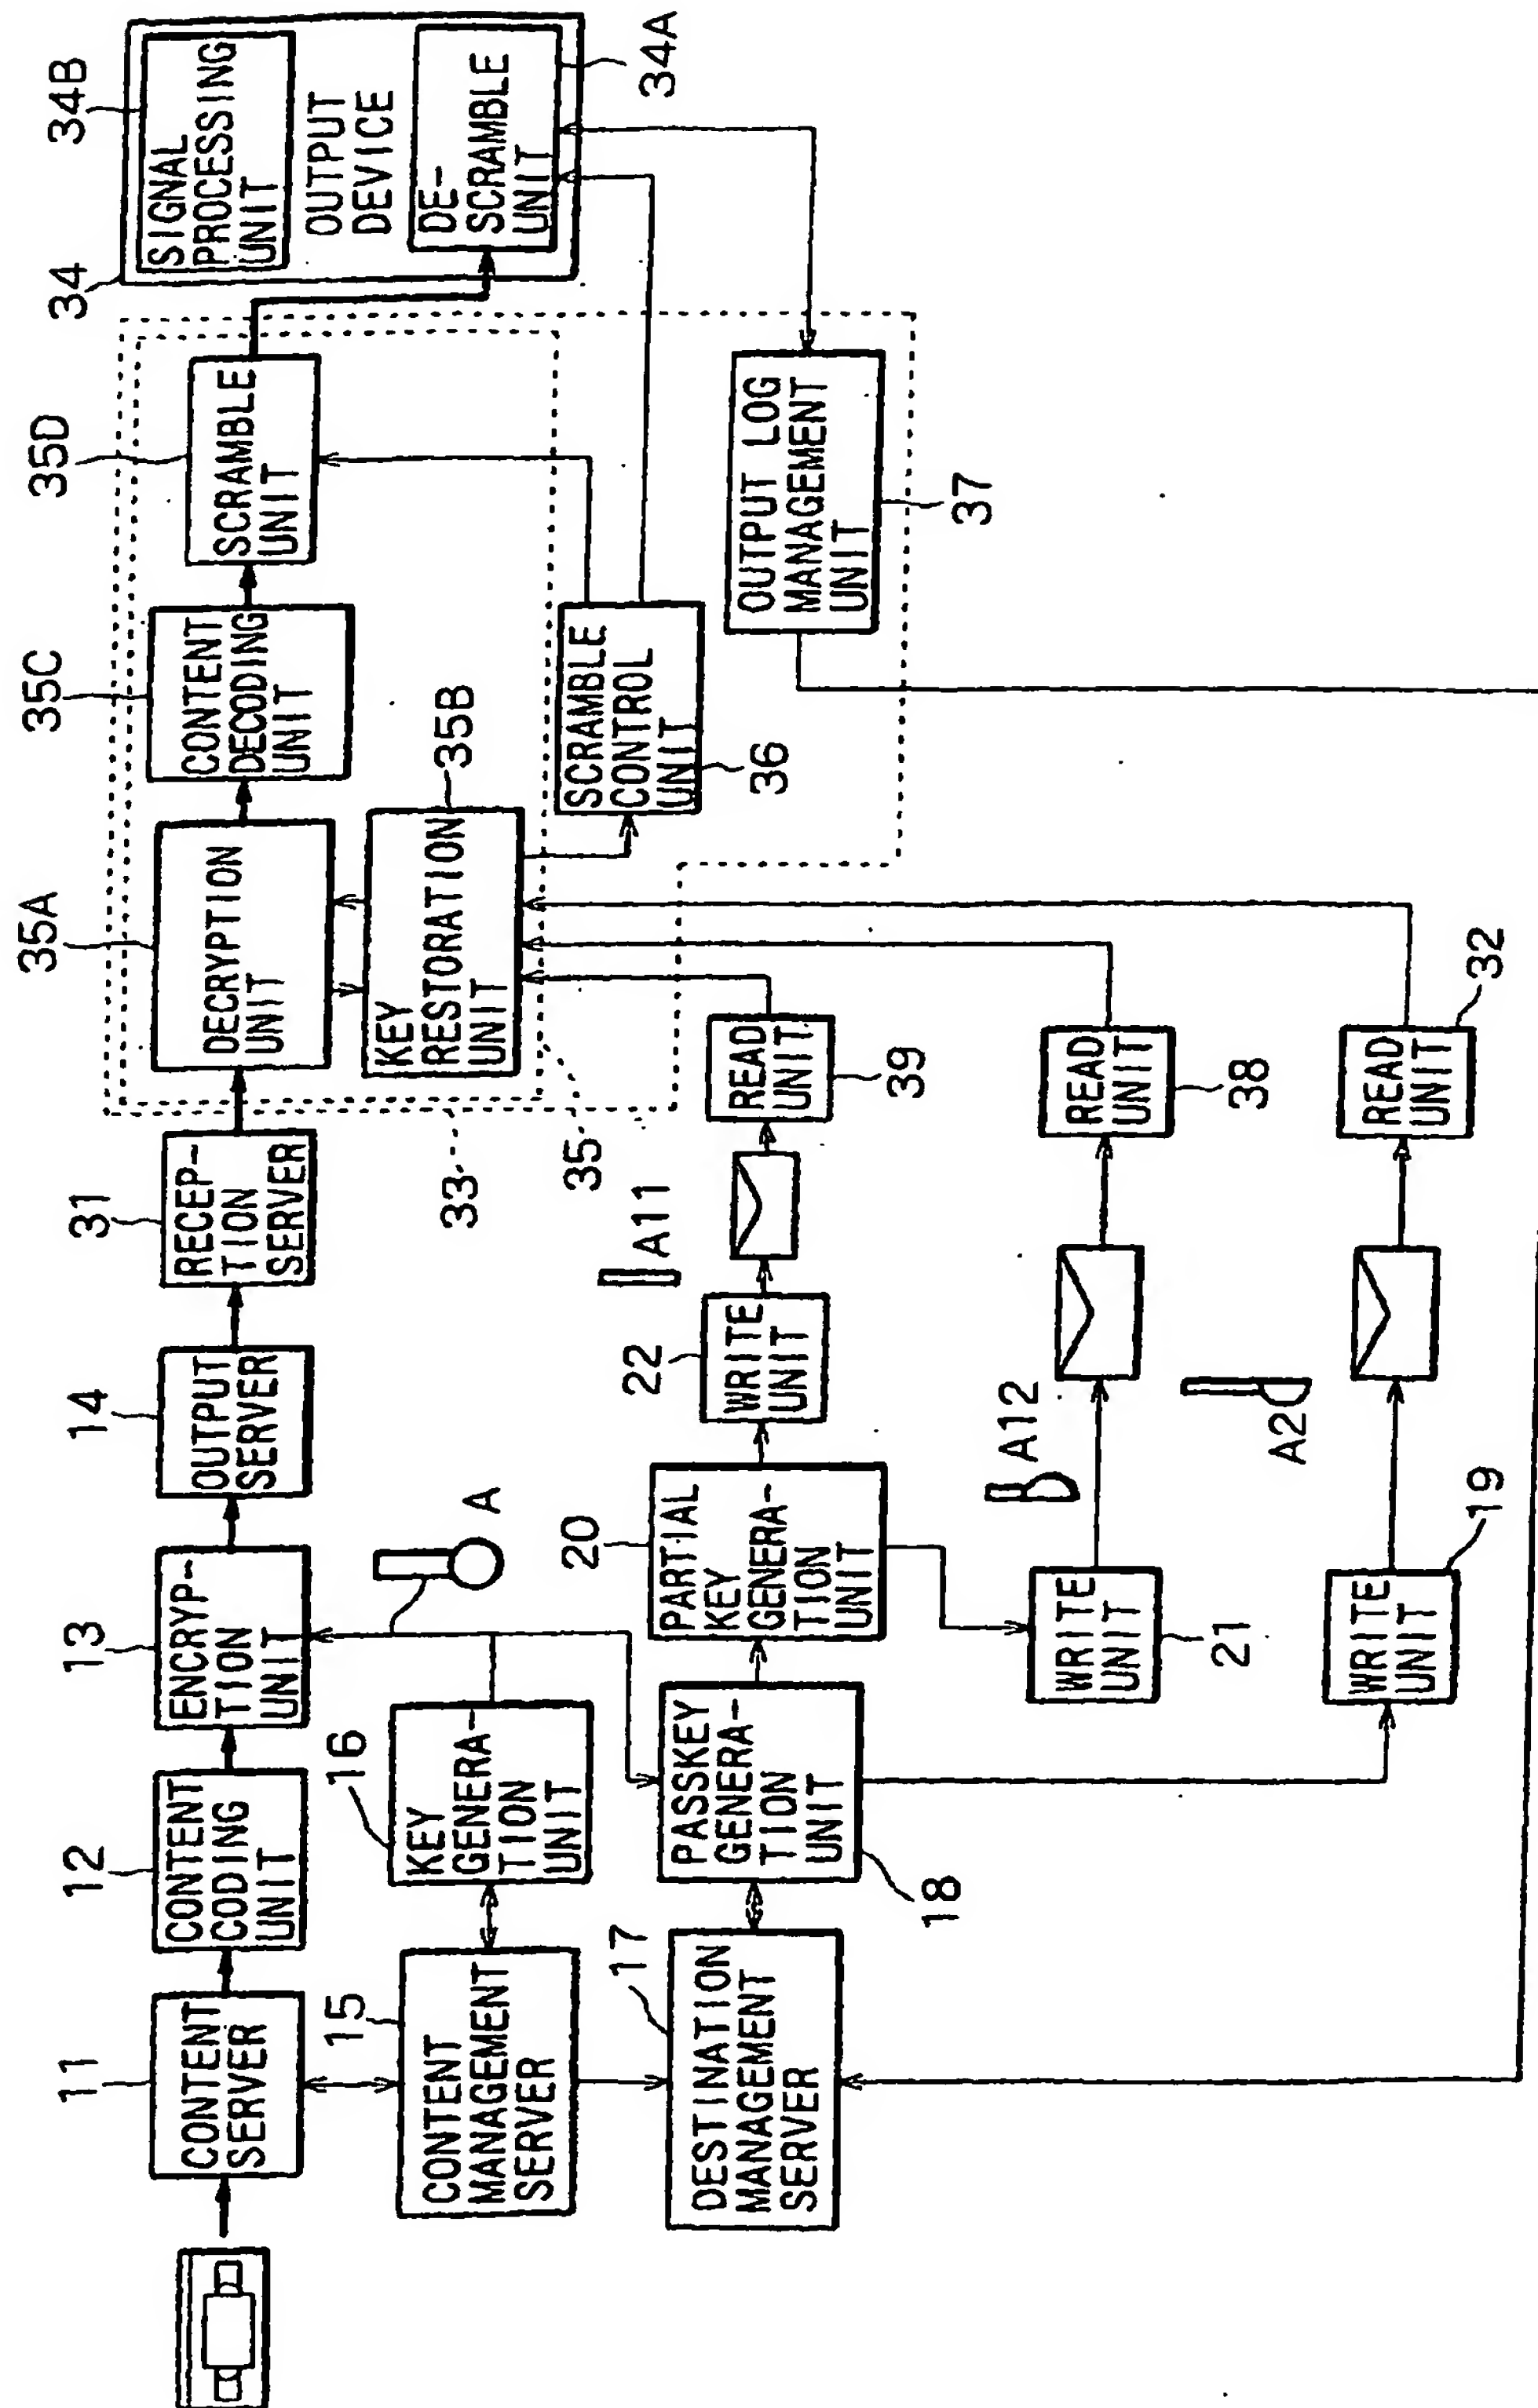 11
CONTENT
SERVER
12
CONTENT
CODING
UNIT
13
ENCRYP-
TION
UNIT
14
OUTPUT
SERVER
31
RECEP-
TION
SERVER
35A
DECRYPTION
UNIT
35C
CONTENT
DECODING
UNIT
35D
SCRAMBLE
UNIT
34
34B
SIGNAL
PROCESSING
UNIT
OUTPUT
DEVICE
DE-
SCRAMBLE
UNIT
34A
15
CONTENT
MANAGEMENT
SERVER
16
KEY
GENERA-
TION
UNIT
A
33
35
KEY
RESTORATION
UNIT
35B
SCRAMBLE
CONTROL
UNIT
36
OUTPUT LOG
MANAGEMENT
UNIT
37
17
DESTINATION
MANAGEMENT
SERVER
PASSKEY
GENERA-
TION
UNIT
18
20
PARTIAL
KEY
GENERA-
TION
UNIT
22
WRITE
UNIT
A11
READ
UNIT
39
WRITE
UNIT
21
A12
READ
UNIT
38
WRITE
UNIT
19
A2
READ
UNIT
32